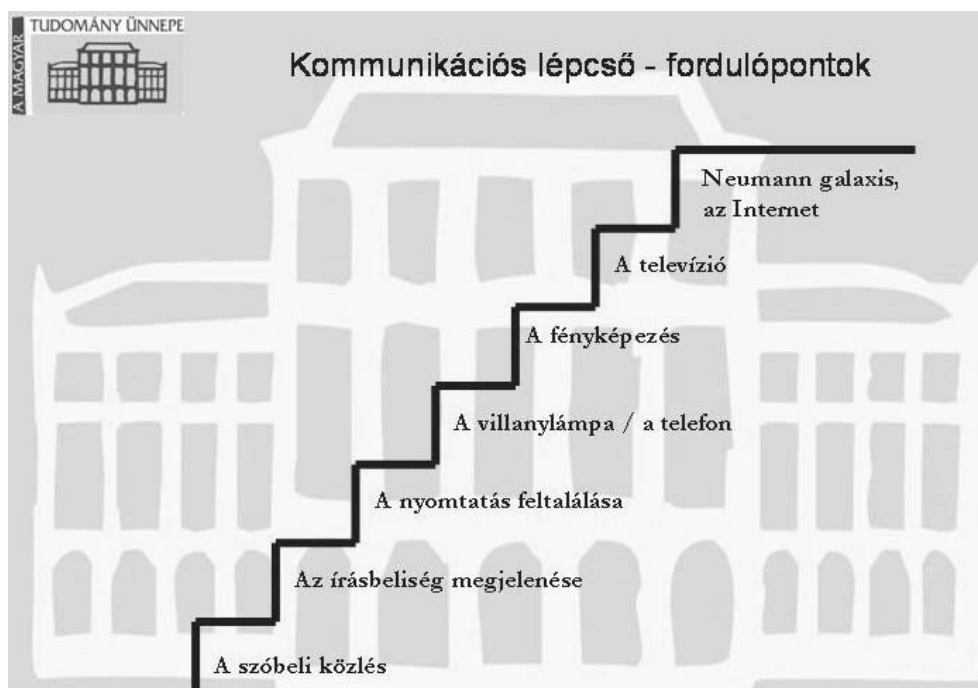 A MAGYAR
TUDOMÁNY ÜNNEPE
Kommunikációs lépcső - fordulópontok
Neumann galaxis,
az Internet
A televízió
A fényképezés
A villanylámpa / a telefon
A nyomtatás feltalálása
Az írásbeliség megjelenése
A szóbeli közlés